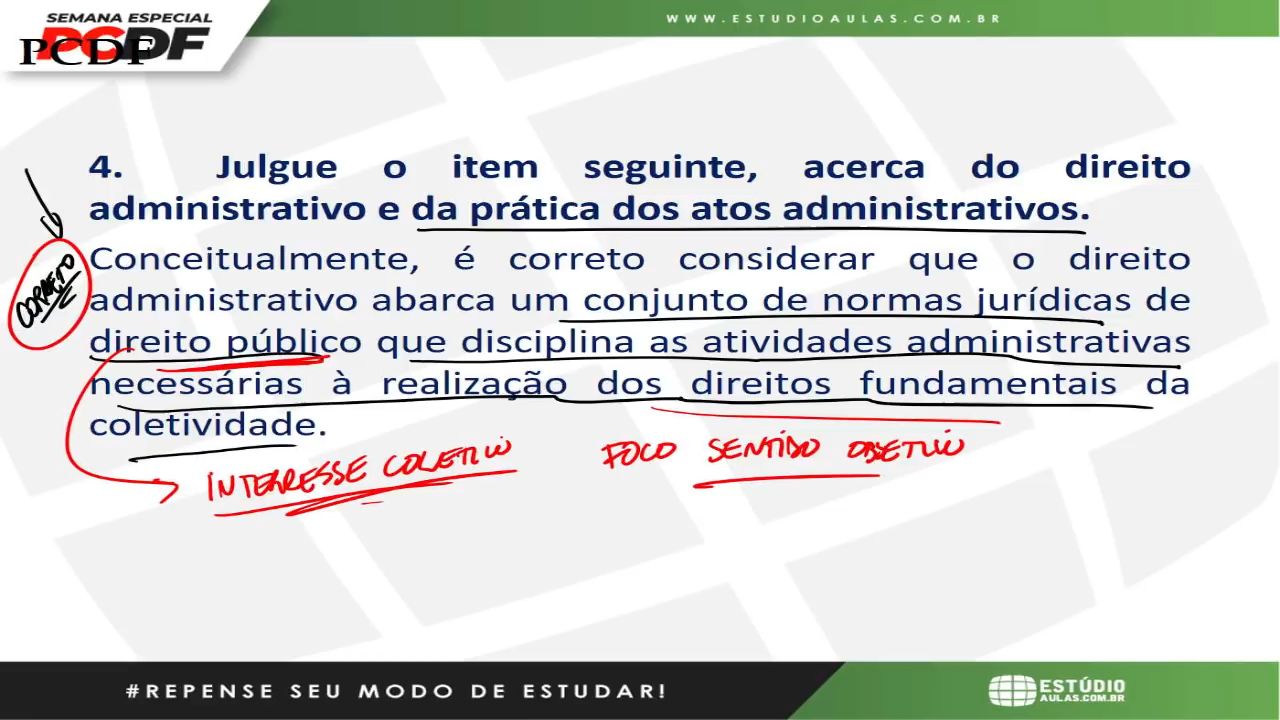 SEMANA ESPECIAL
PCDF
PCDF
WWW.ESTUDIOAULAS.COM.BR
4. Julgue o item seguinte, acerca do direito
administrativo e da prática dos atos administrativos.
Conceitualmente, é correto considerar que o direito
administrativo abarca um conjunto de normas jurídicas de
direito público que disciplina as atividades administrativas
necessárias à realização dos direitos fundamentais da
coletividade.
CORRETO
INTERESSE COLETIVO
FOCO SENTIDO OBJETIVO
#REPENSE SEU MODO DE ESTUDAR!
ESTÚDIO
AULAS.COM.BR